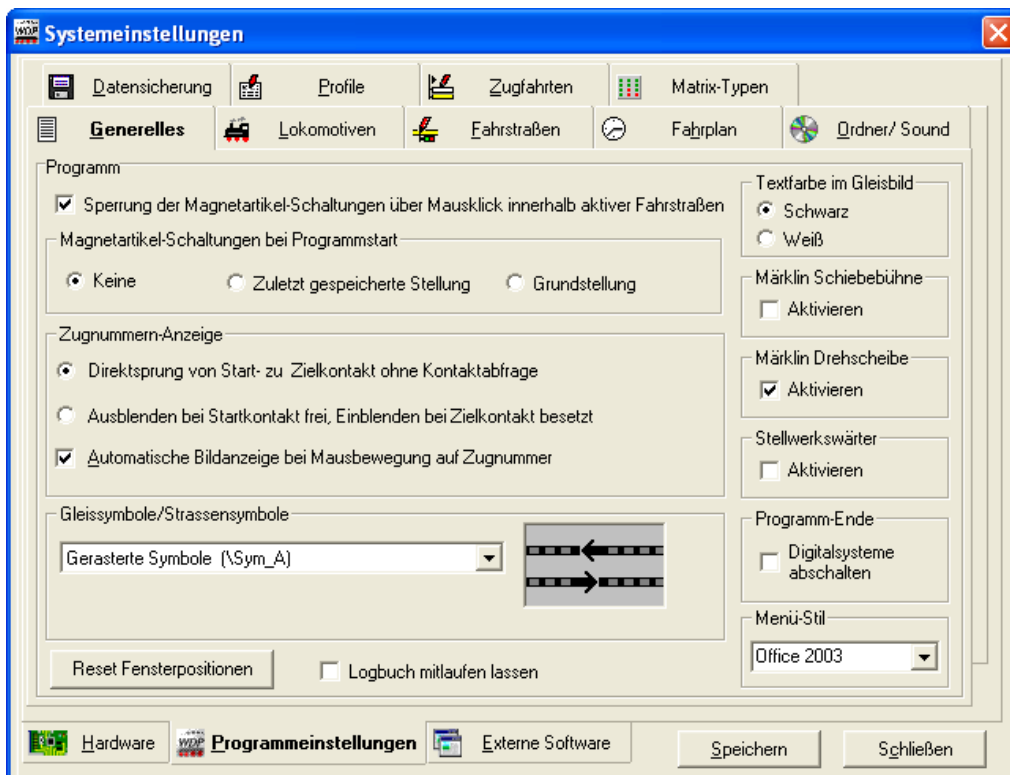 WDP Systemeinstellungen
Datensicherung Profile Zugfahrten Matrix-Typen
Generelles Lokomotiven Fahrstraßen Fahrplan Ordner/ Sound
Programm
Sperrung der Magnetartikel-Schaltungen über Mausklick innerhalb aktiver Fahrstraßen
Magnetartikel-Schaltungen bei Programmstart
Keine Zuletzt gespeicherte Stellung Grundstellung
Zugnummern-Anzeige
Direktsprung von Start- zu Zielkontakt ohne Kontaktabfrage
Ausblenden bei Startkontakt frei, Einblenden bei Zielkontakt besetzt
Automatische Bildanzeige bei Mausbewegung auf Zugnummer
Gleissymbole/Strassensymbole
Gerasterte Symbole (\Sym_A)
Reset Fensterpositionen Logbuch mitlaufen lassen
Textfarbe im Gleisbild
Schwarz
Weiß
Märklin Schiebebühne
Aktivieren
Märklin Drehscheibe
Aktivieren
Stellwerkswärter
Aktivieren
Programm-Ende
Digitalsysteme
abschalten
Menü-Stil
Office 2003
Hardware WDP Programmeinstellungen Externe Software Speichern Schließen